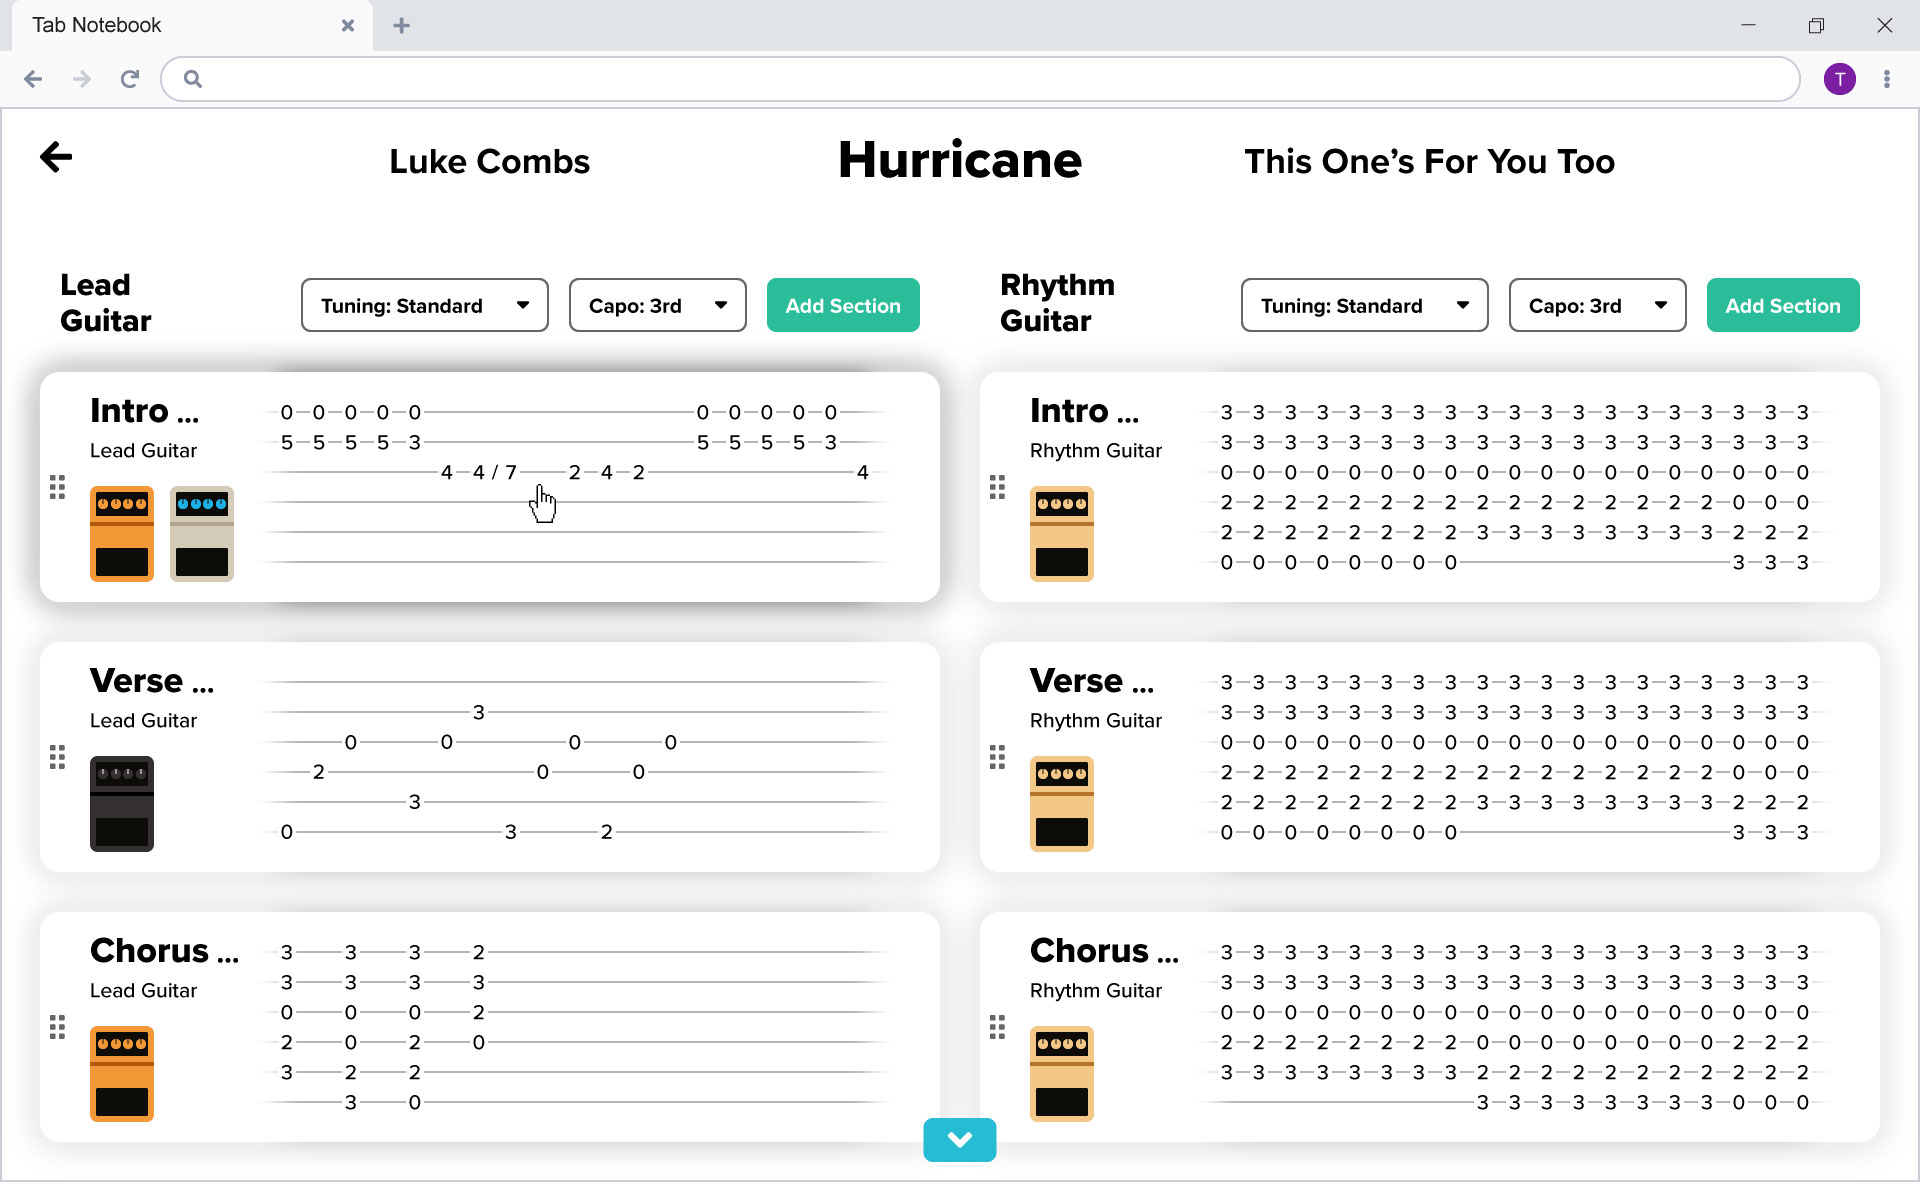 Tab Notebook
T
Luke Combs
Hurricane
This One's For You Too
Lead
Guitar
Tuning: Standard
Capo: 3rd
Add Section
Rhythm
Guitar
Tuning: Standard
Capo: 3rd
Add Section
Intro ...
Lead Guitar
0 0 0 0 0 0 0 0 0 0
5 5 5 5 3 5 5 5 5 3
4 4 / 7 2 4 2 4
Intro ...
Rhythm Guitar
3 3 3 3 3 3 3 3 3 3 3 3 3 3 3 3 3 3 3
3 3 3 3 3 3 3 3 3 3 3 3 3 3 3 3 3 3 3
0 0 0 0 0 0 0 0 0 0 0 0 0 0 0 0 0 0 0
2 2 2 2 2 2 2 2 2 2 2 2 2 2 2 2 0 0 0
2 2 2 2 2 2 2 2 3 3 3 3 3 3 3 3 2 2 2
0 0 0 0 0 0 0 0 3 3 3
Verse ...
Lead Guitar
3
0 0 0 0
2 0 0
3
0 3 2
Verse ...
Rhythm Guitar
3 3 3 3 3 3 3 3 3 3 3 3 3 3 3 3 3 3 3
3 3 3 3 3 3 3 3 3 3 3 3 3 3 3 3 3 3 3
0 0 0 0 0 0 0 0 0 0 0 0 0 0 0 0 0 0 0
2 2 2 2 2 2 2 2 2 2 2 2 2 2 2 2 0 0 0
2 2 2 2 2 2 2 2 3 3 3 3 3 3 3 3 2 2 2
0 0 0 0 0 0 0 0 3 3 3
Chorus ...
Lead Guitar
3 3 3 2
3 3 3 3
0 0 0 2
2 0 2 0
3 2 2
3 0
Chorus ...
Rhythm Guitar
3 3 3 3 3 3 3 3 3 3 3 3 3 3 3 3 3 3 3
3 3 3 3 3 3 3 3 3 3 3 3 3 3 3 3 3 3 3
0 0 0 0 0 0 0 0 0 0 0 0 0 0 0 0 0 0 0
2 2 2 2 2 2 2 2 0 0 0 0 0 0 0 0 2 2 2
3 3 3 3 3 3 3 3 2 2 2 2 2 2 2 2 2 2 2
3 3 3 3 3 3 3 3 0 0 0